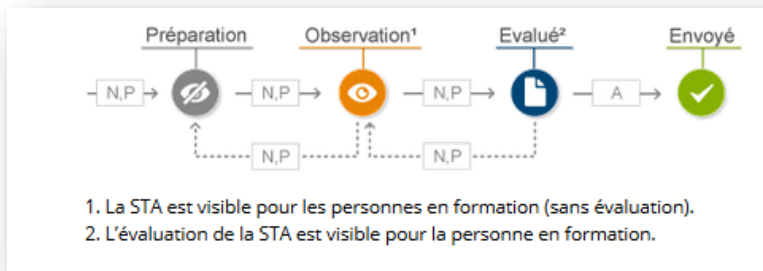 Préparation Observation¹ Evalué² Envoyé
N,P N,P N,P A
N,P N,P
1. La STA est visible pour les personnes en formation (sans évaluation).
2. L'évaluation de la STA est visible pour la personne en formation.